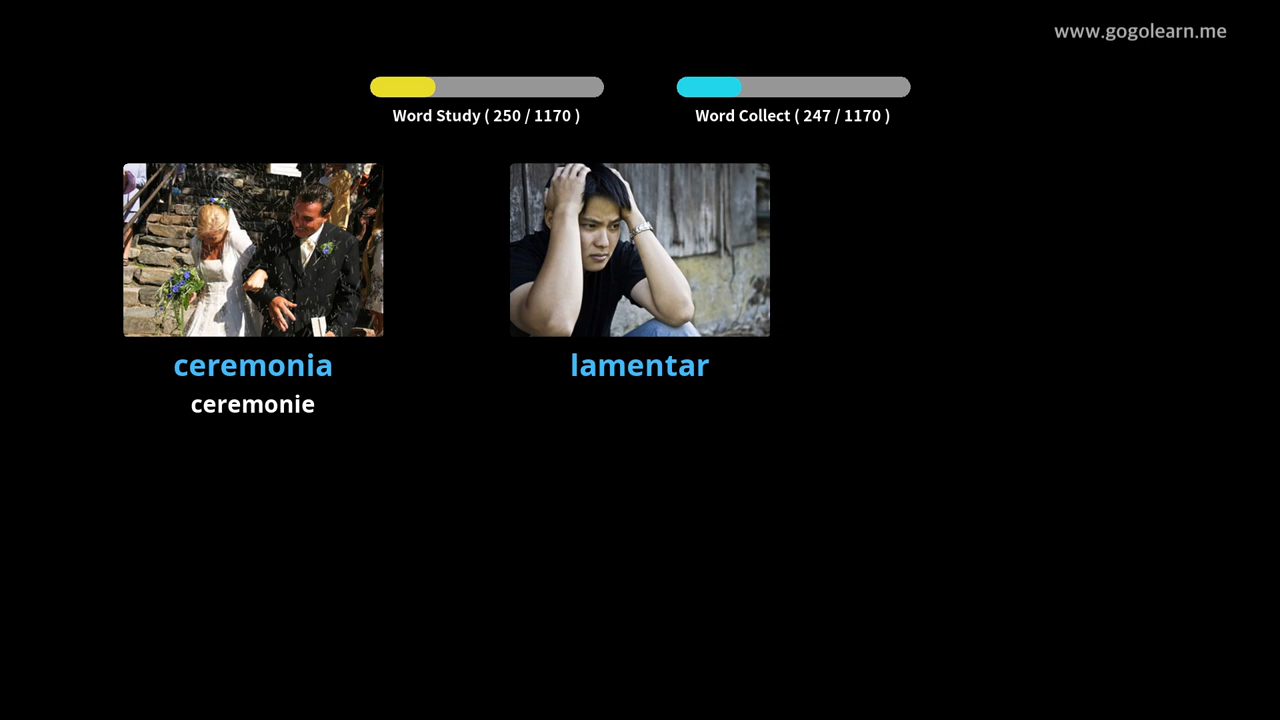 www.gogolearn.me
Word Study ( 250 / 1170 )
Word Collect ( 247 / 1170 )
ceremonia
lamentar
ceremonie